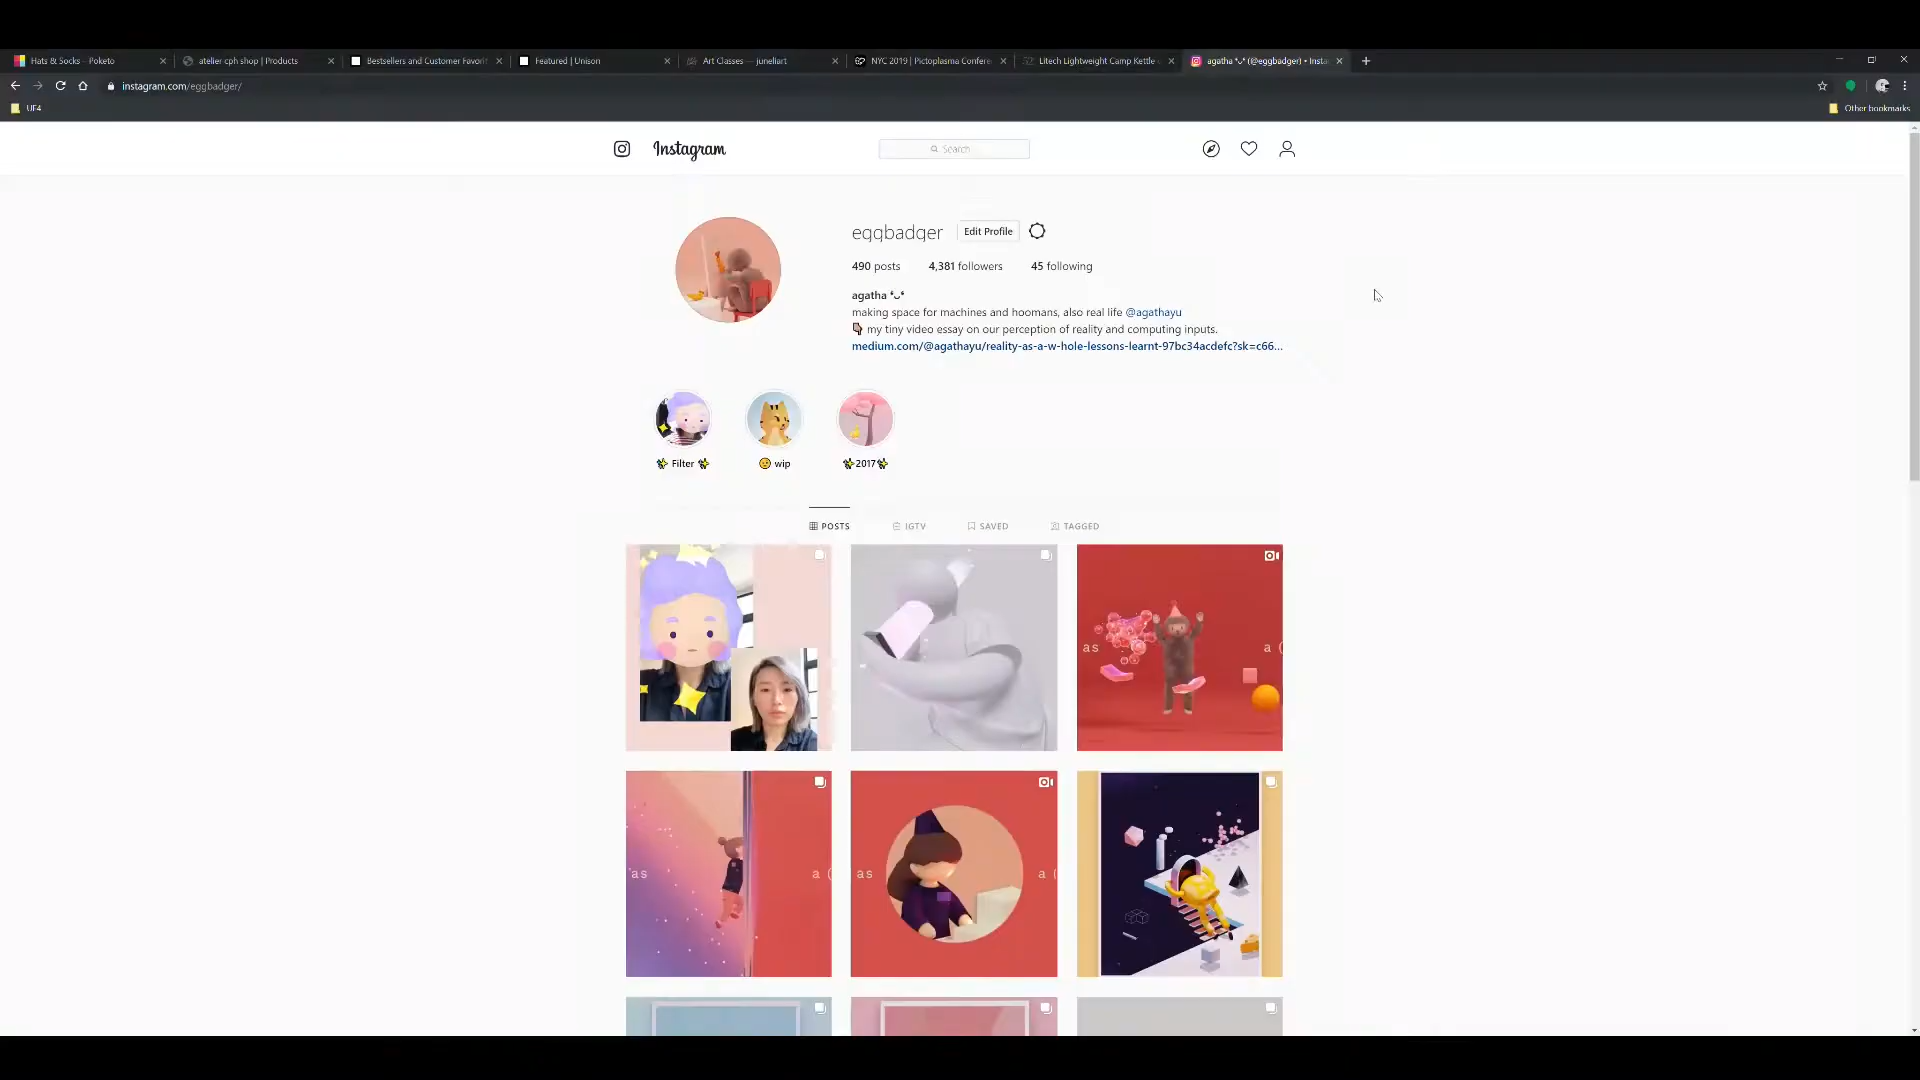 Hats & Socks – Poketo
atelier cph shop | Products
Bestsellers and Customer Favorit
Featured | Unison
Art Classes — juneliart
NYC 2019 | Pictoplasma Confere
Litech Lightweight Camp Kettle
agatha (@eggbadger) • Insta
instagram.com/eggbadger/
UE4
Other bookmarks
Instagram
Search
eggbadger
Edit Profile
490 posts
4,381 followers
45 following
agatha
making space for machines and hoomans, also real life @agathayu
my tiny video essay on our perception of reality and computing inputs.
medium.com/@agathayu/reality-as-a-w-hole-lessons-learnt-97bc34acdefc?sk=c66...
Filter
wip
2017
POSTS
IGTV
SAVED
TAGGED
as
a (
as
a (
as
a (